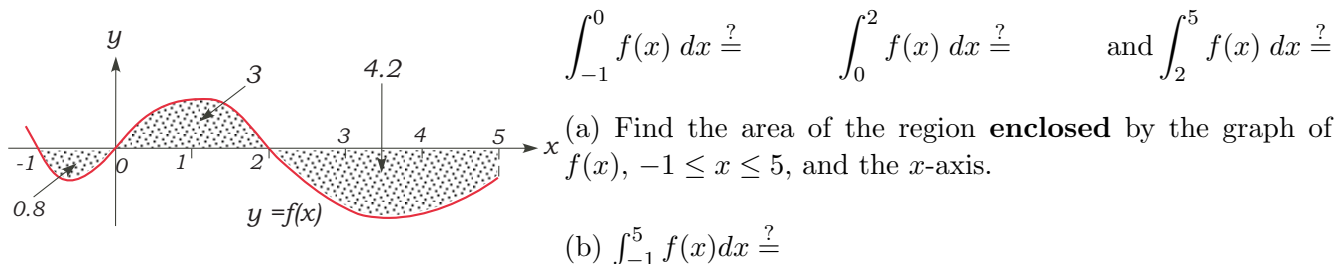 y
3
4.2
-1
0
1
2
3
4
5
x
0.8
y =f(x)
∫_{-1}^{0} f(x) dx ≟    ∫_{0}^{2} f(x) dx ≟    and ∫_{2}^{5} f(x) dx ≟
(a) Find the area of the region enclosed by the graph of
f(x), −1 ≤ x ≤ 5, and the x-axis.
(b) ∫_{-1}^{5} f(x)dx ≟